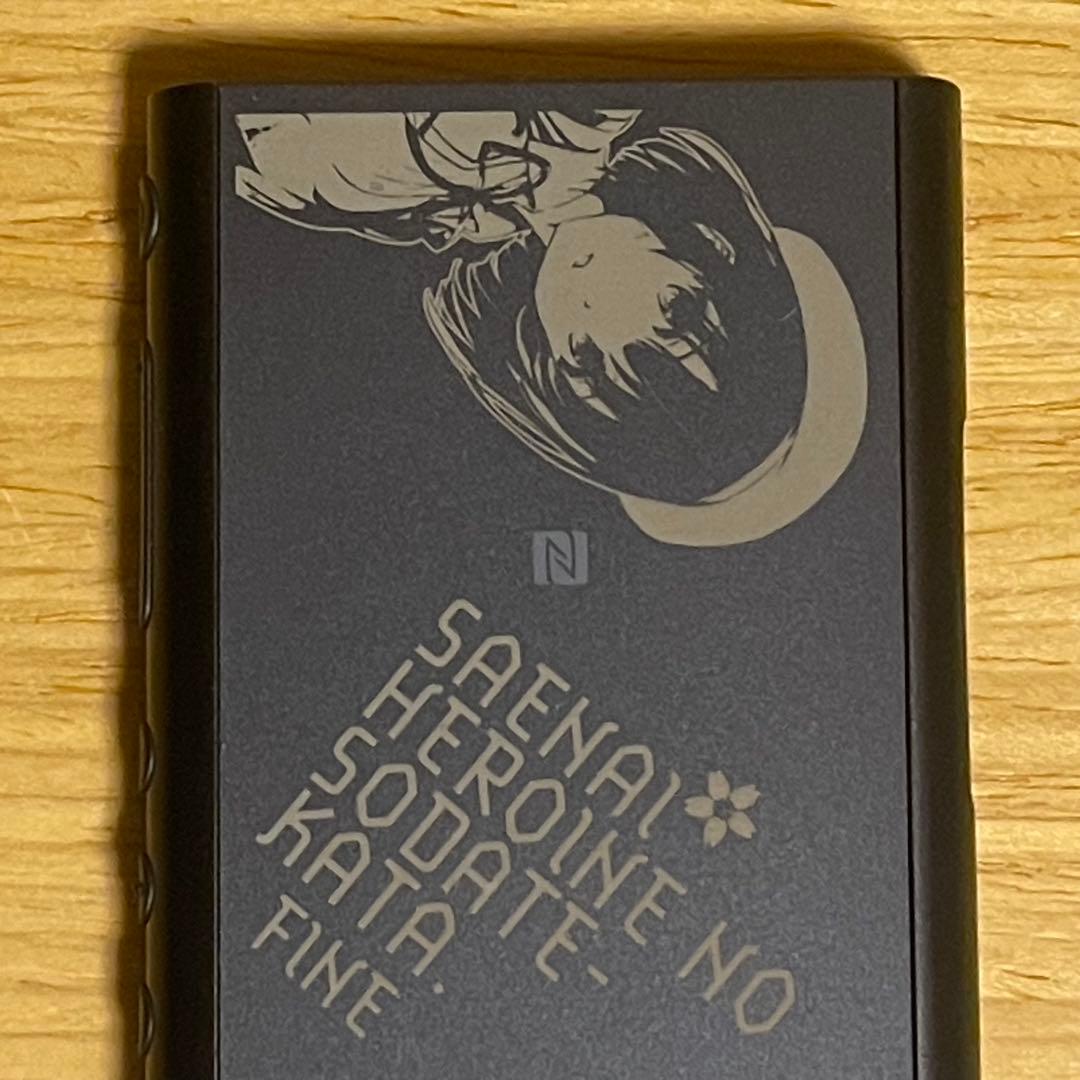 SAENAI
HEROINE NO
SODATE-
KATA.
FINE